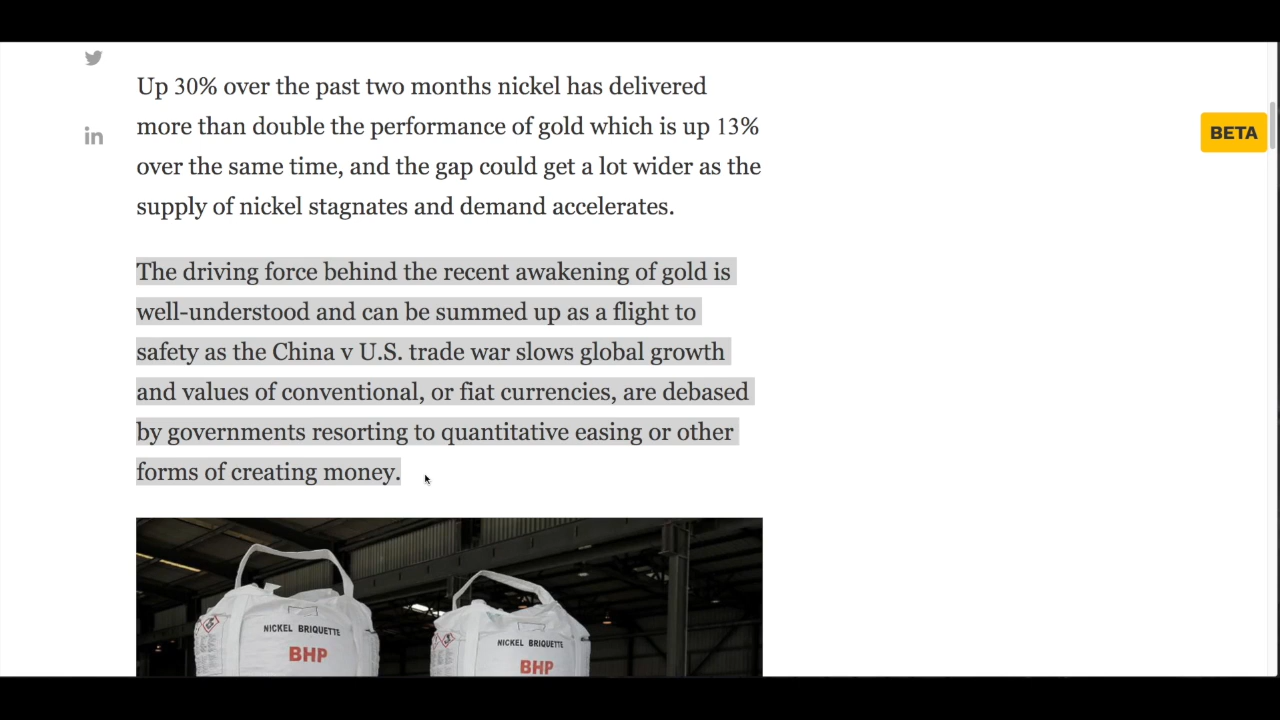 Up 30% over the past two months nickel has delivered
more than double the performance of gold which is up 13%
over the same time, and the gap could get a lot wider as the
supply of nickel stagnates and demand accelerates.
BETA
The driving force behind the recent awakening of gold is
well-understood and can be summed up as a flight to
safety as the China v U.S. trade war slows global growth
and values of conventional, or fiat currencies, are debased
by governments resorting to quantitative easing or other
forms of creating money.
NICKEL BRIQUETTE
BHP
NICKEL BRIQUETTE
BHP
in